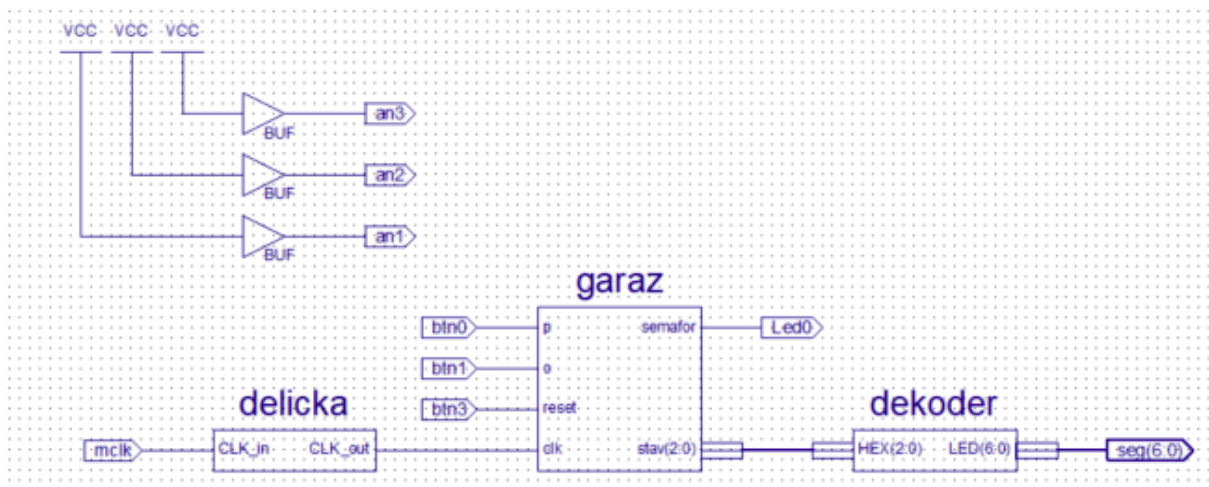 VCC VCC VCC
BUF an3
BUF an2
BUF an1
garaz
btn0 p semafor Led0
btn1 o
delicka btn3 reset dekoder
mclk CLK_in CLK_out clk stav(2:0) HEX(2:0) LED(6:0) seg(6:0)